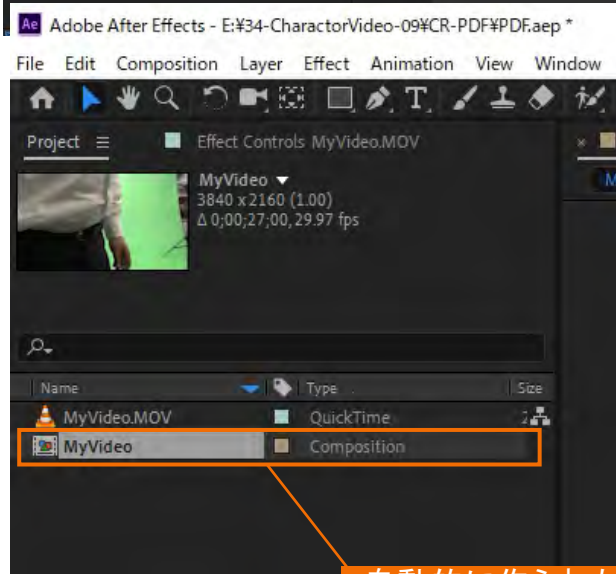 Adobe After Effects - E:¥34-CharactorVideo-09¥CR-PDF¥PDF.aep *
File Edit Composition Layer Effect Animation View Window
Project Effect Controls MyVideo.MOV
MyVideo
3840 x 2160 (1.00)
Δ 0;00;27;00, 29.97 fps
Name Type Size
MyVideo.MOV QuickTime
MyVideo Composition